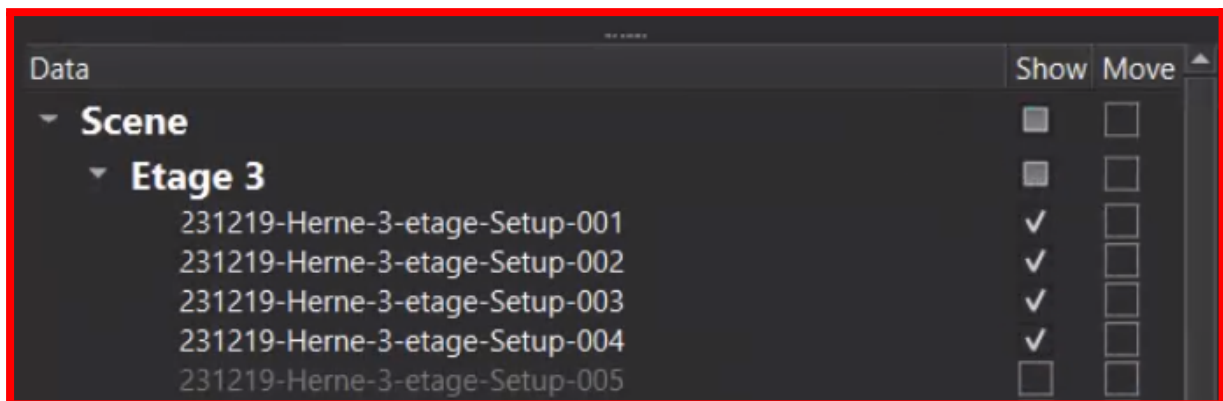 Data Show Move
Scene
Etage 3
231219-Herne-3-etage-Setup-001
231219-Herne-3-etage-Setup-002
231219-Herne-3-etage-Setup-003
231219-Herne-3-etage-Setup-004
231219-Herne-3-etage-Setup-005